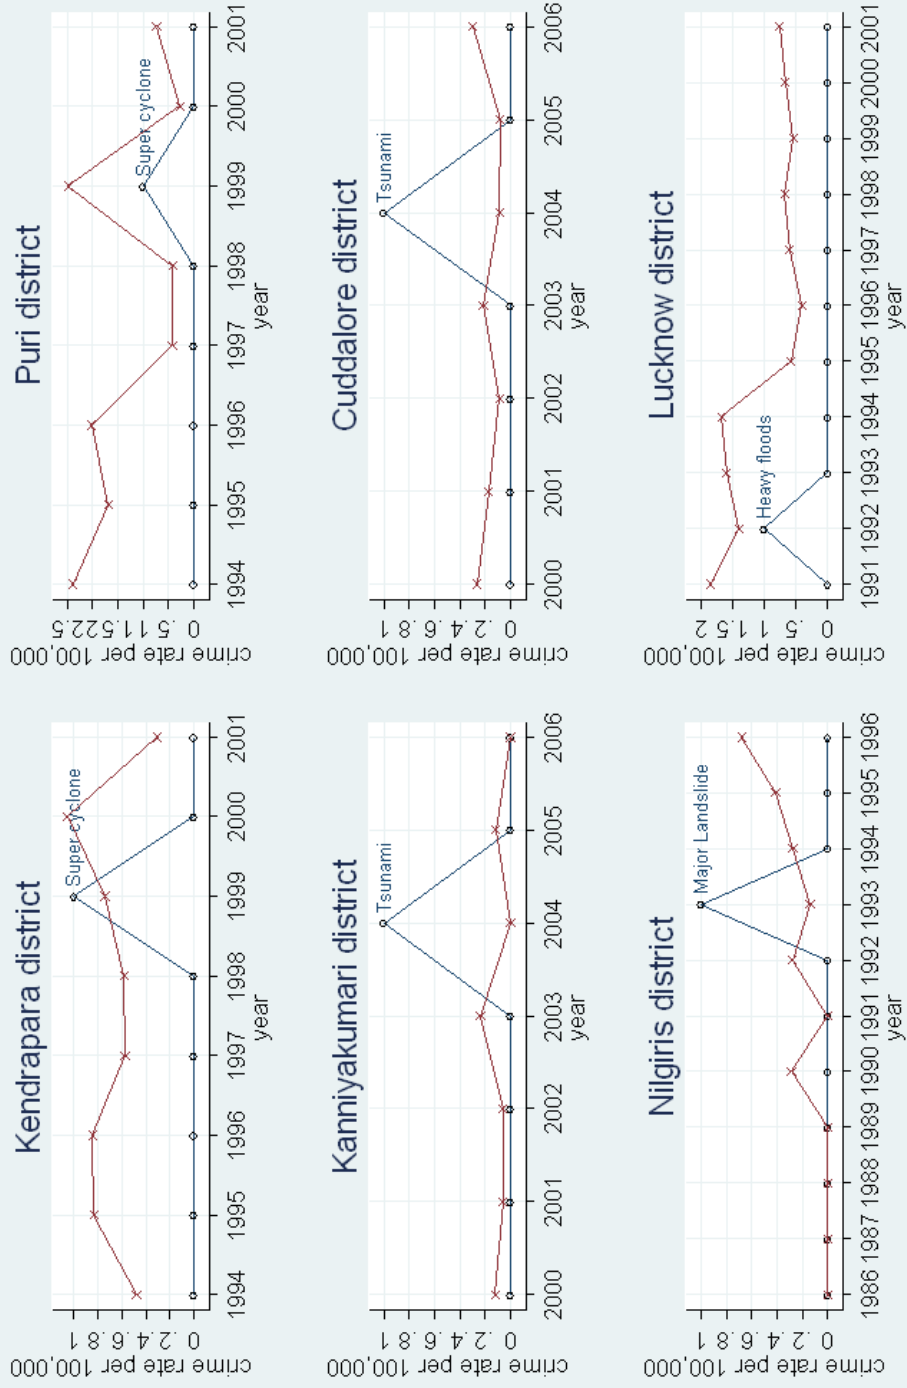 Kendrapara district
crime rate per 100,000
0 .2 .4 .6 .8 1
Super cyclone
1994 1995 1996 1997 1998 1999 2000 2001
year
Puri district
crime rate per 100,000
0 .5 1 1.5 2 2.5
Super cyclone
1994 1995 1996 1997 1998 1999 2000 2001
year
Kanniyakumari district
crime rate per 100,000
0 .2 .4 .6 .8 1
Tsunami
2000 2001 2002 2003 2004 2005 2006
year
Cuddalore district
crime rate per 100,000
0 .2 .4 .6 .8 1
Tsunami
2000 2001 2002 2003 2004 2005 2006
year
Nilgiris district
crime rate per 100,000
0 .2 .4 .6 .8 1
Major Landslide
1986 1987 1988 1989 1990 1991 1992 1993 1994 1995 1996
year
Lucknow district
crime rate per 100,000
0 .5 1 1.5 2
Heavy floods
1991 1992 1993 1994 1995 1996 1997 1998 1999 2000 2001
year